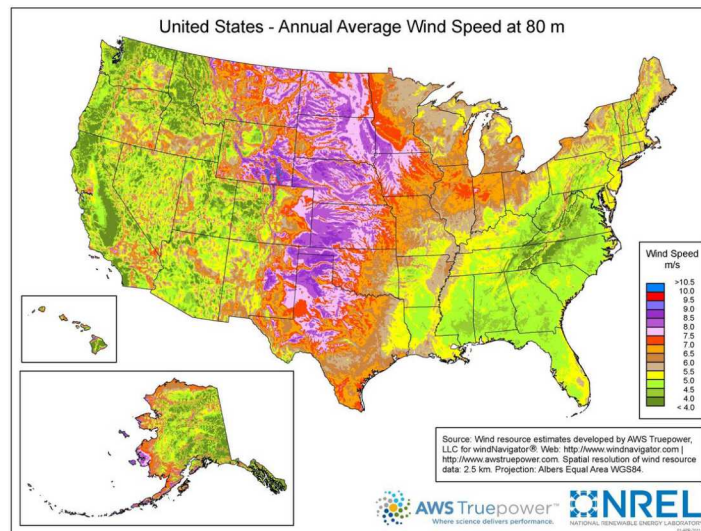 United States - Annual Average Wind Speed at 80 m
Wind Speed
m/s
>10.5
10.0
9.5
9.0
8.5
8.0
7.5
7.0
6.5
6.0
5.5
5.0
4.5
4.0
< 4.0
Source: Wind resource estimates developed by AWS Truepower,
LLC for windNavigator®. Web: http://www.windnavigator.com |
http://www.awstruepower.com. Spatial resolution of wind resource
data: 2.5 km. Projection: Albers Equal Area WGS84.
AWS Truepower™
Where science delivers performance.
NREL
NATIONAL RENEWABLE ENERGY LABORATORY